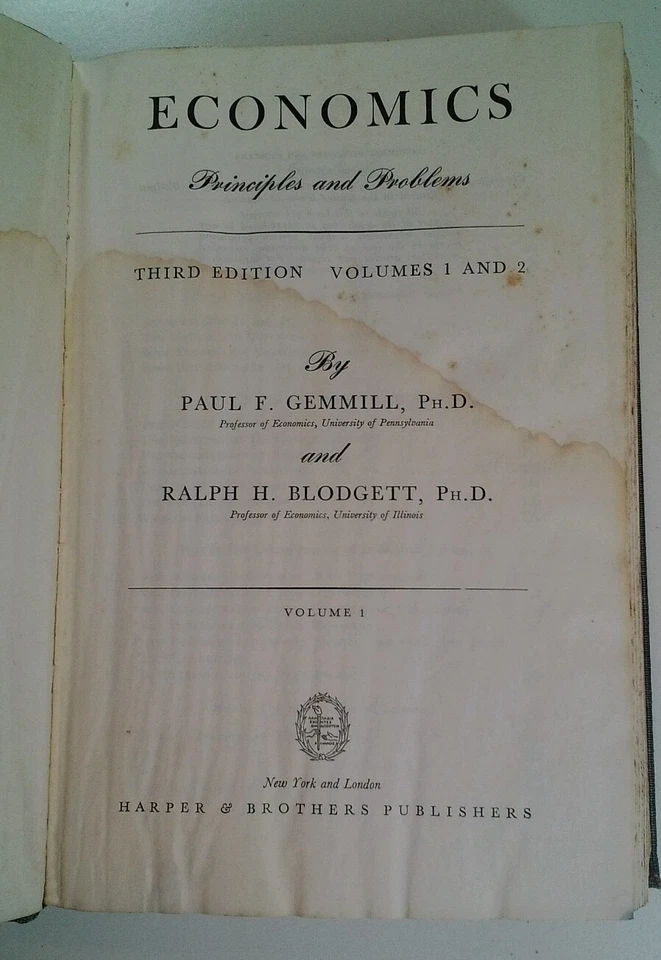 ECONOMICS
Principles and Problems
THIRD EDITION VOLUMES 1 AND 2
By
PAUL F. GEMMILL, PH.D.
Professor of Economics, University of Pennsylvania
and
RALPH H. BLODGETT, PH.D.
Professor of Economics, University of Illinois
VOLUME 1
New York and London
HARPER & BROTHERS PUBLISHERS